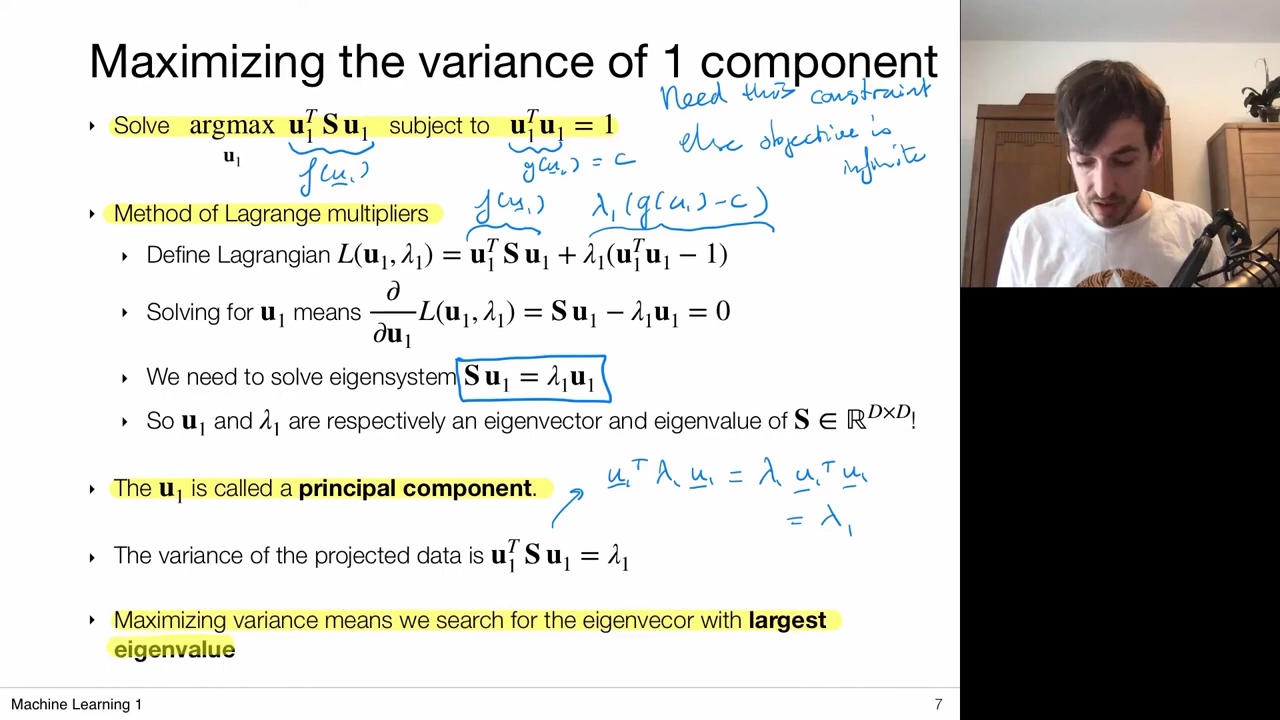 Maximizing the variance of 1 component
Need this constraint
else objective is
infinite
‣ Solve argmax u₁ᵀ S u₁ subject to u₁ᵀu₁ = 1
u₁
f(u₁)
g(u₁) = c
‣ Method of Lagrange multipliers
f(u₁) λ₁(g(u₁) - c)
‣ Define Lagrangian L(u₁, λ₁) = u₁ᵀ S u₁ + λ₁(u₁ᵀu₁ − 1)
‣ Solving for u₁ means ∂/∂u₁ L(u₁, λ₁) = S u₁ − λ₁u₁ = 0
‣ We need to solve eigensystem S u₁ = λ₁u₁
‣ So u₁ and λ₁ are respectively an eigenvector and eigenvalue of S ∈ ℝᴰˣᴰ!
‣ The u₁ is called a principal component.
u₁ᵀ λ₁ u₁ = λ₁ u₁ᵀ u₁
= λ₁
‣ The variance of the projected data is u₁ᵀ S u₁ = λ₁
‣ Maximizing variance means we search for the eigenvecor with largest
eigenvalue
Machine Learning 1
7